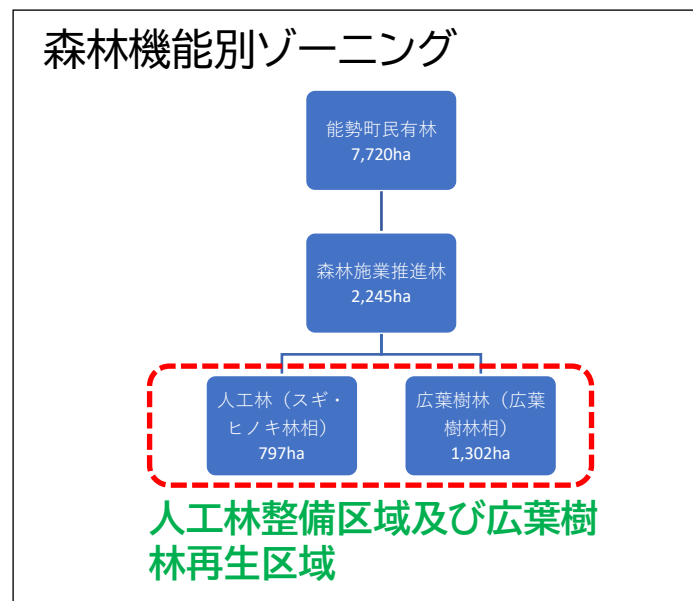 森林機能別ゾーニング
能勢町民有林
7,720ha
森林施業推進林
2,245ha
人工林（スギ・
ヒノキ林相）
797ha
広葉樹林（広葉
樹林相）
1,302ha
人工林整備区域及び広葉樹
林再生区域